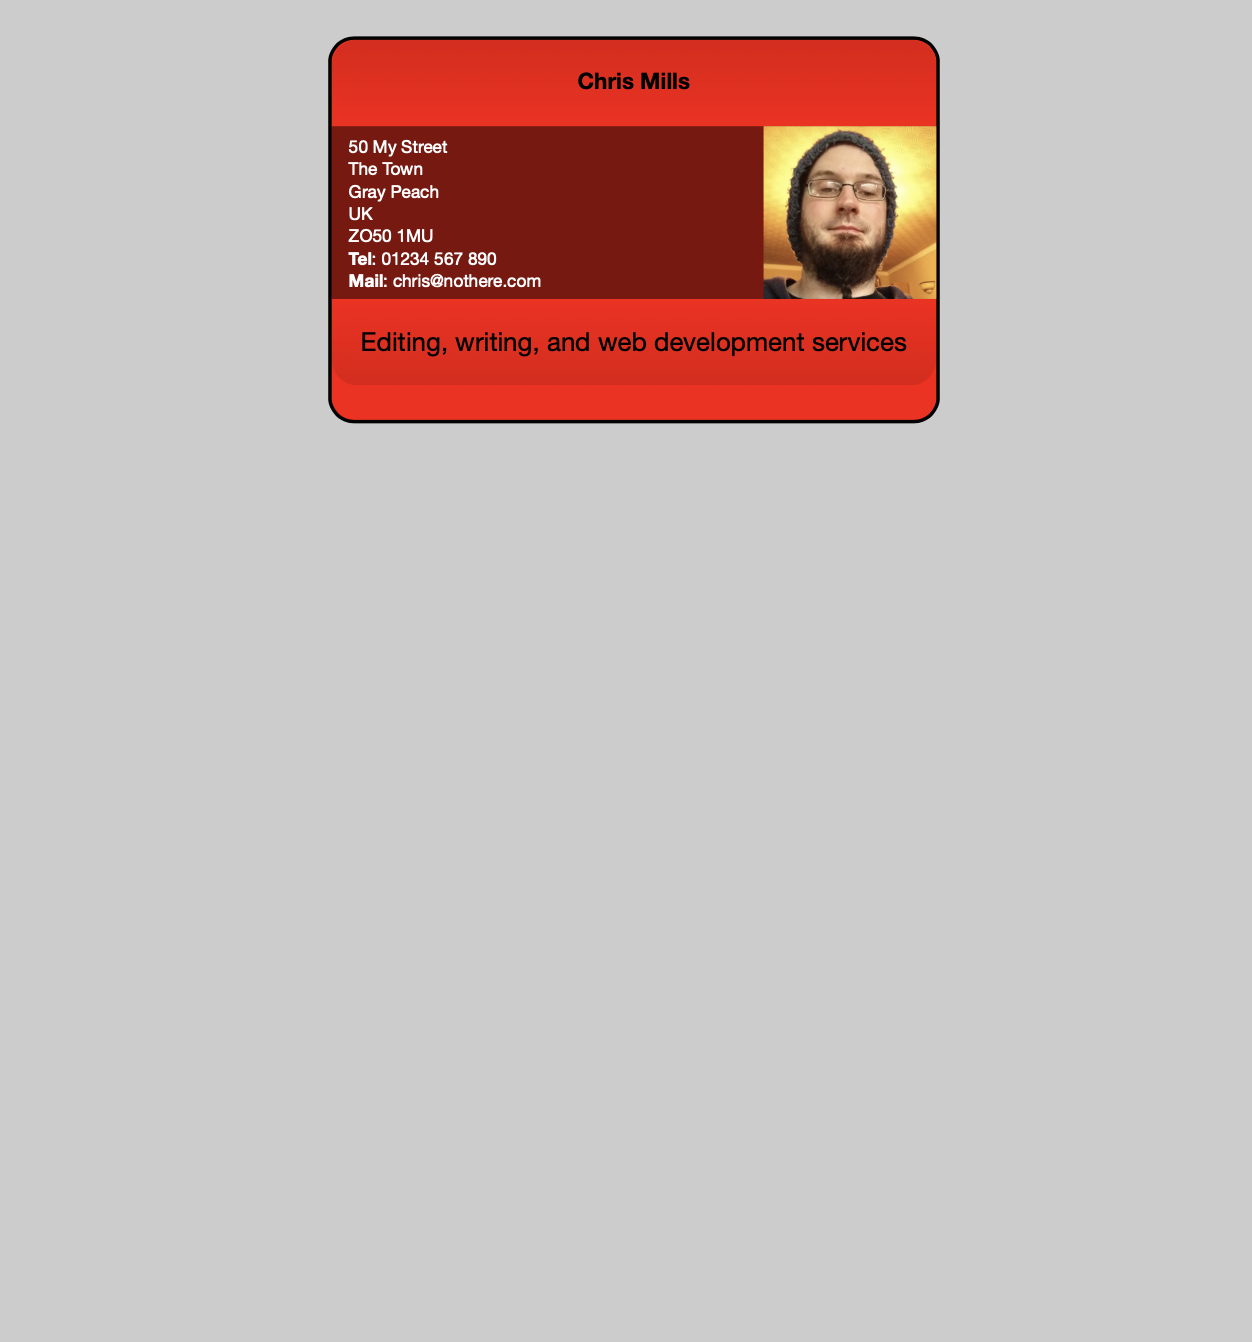 Chris Mills
50 My Street
The Town
Gray Peach
UK
ZO50 1MU
Tel: 01234 567 890
Mail: chris@nothere.com
Editing, writing, and web development services